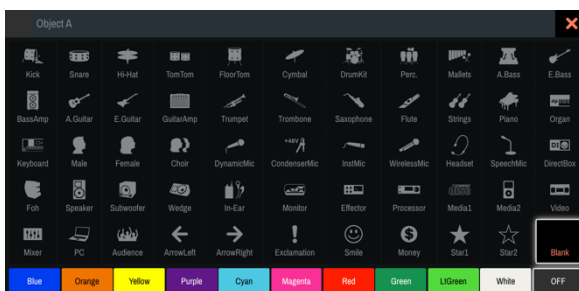 Object A
Kick Snare Hi-Hat TomTom FloorTom Cymbal DrumKit Perc. Mallets A.Bass E.Bass
BassAmp A.Guitar E.Guitar GuitarAmp Trumpet Trombone Saxophone Flute Strings Piano Organ
+48V
DI
Keyboard Male Female Choir DynamicMic CondenserMic InstMic WirelessMic Headset SpeechMic DirectBox
Foh Speaker Subwoofer Wedge In-Ear Monitor Effector Processor Media1 Media2 Video
Mixer PC Audience ArrowLeft ArrowRight Exclamation Smile Money Star1 Star2 Blank
Blue Orange Yellow Purple Cyan Magenta Red Green LtGreen White OFF